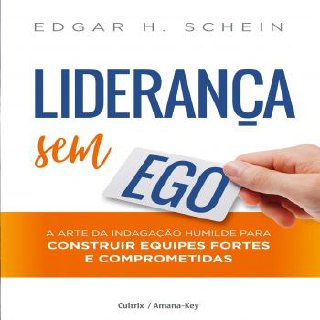 EDGAR H. SCHEIN
LIDERANÇA
sem
EGO
A ARTE DA INDAGAÇÃO HUMILDE PARA
CONSTRUIR EQUIPES FORTES
E COMPROMETIDAS
Cultrix / Amana-Key